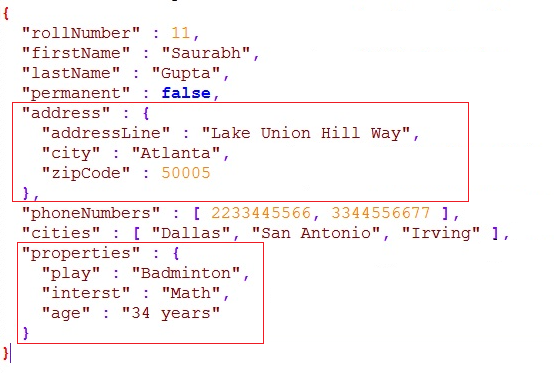 {
"rollNumber" : 11,
"firstName" : "Saurabh",
"lastName" : "Gupta",
"permanent" : false,
"address" : {
"addressLine" : "Lake Union Hill Way",
"city" : "Atlanta",
"zipCode" : 50005
},
"phoneNumbers" : [ 2233445566, 3344556677 ],
"cities" : [ "Dallas", "San Antonio", "Irving" ],
"properties" : {
"play" : "Badminton",
"interst" : "Math",
"age" : "34 years"
}
}